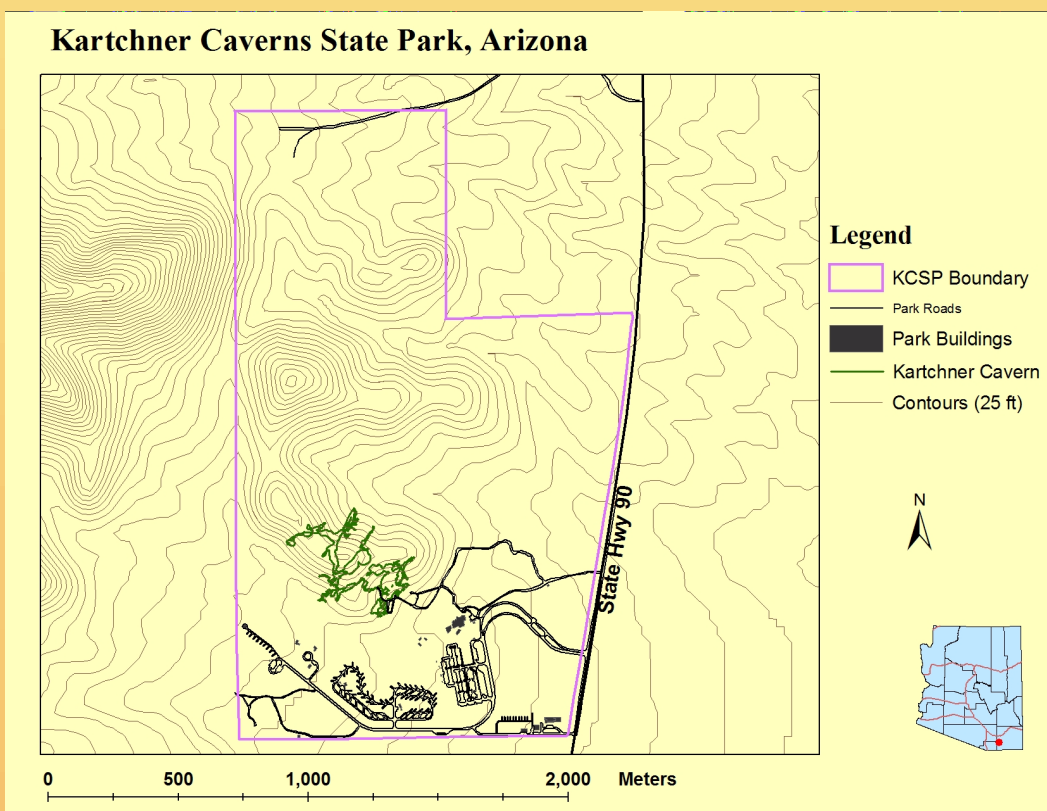 Kartchner Caverns State Park, Arizona
Legend
KCSP Boundary
Park Roads
Park Buildings
Kartchner Cavern
Contours (25 ft)
N
State Hwy 90
0 500 1,000 2,000 Meters